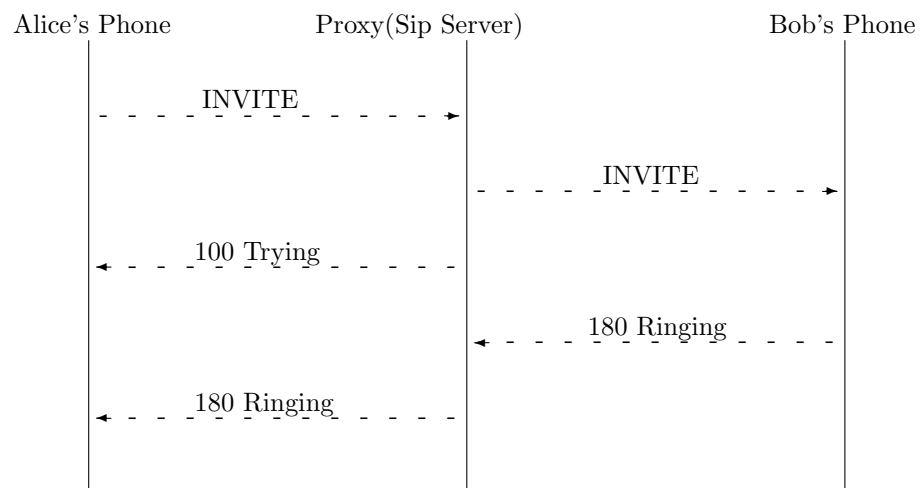 Alice's Phone
Proxy(Sip Server)
Bob's Phone
INVITE
INVITE
100 Trying
180 Ringing
180 Ringing